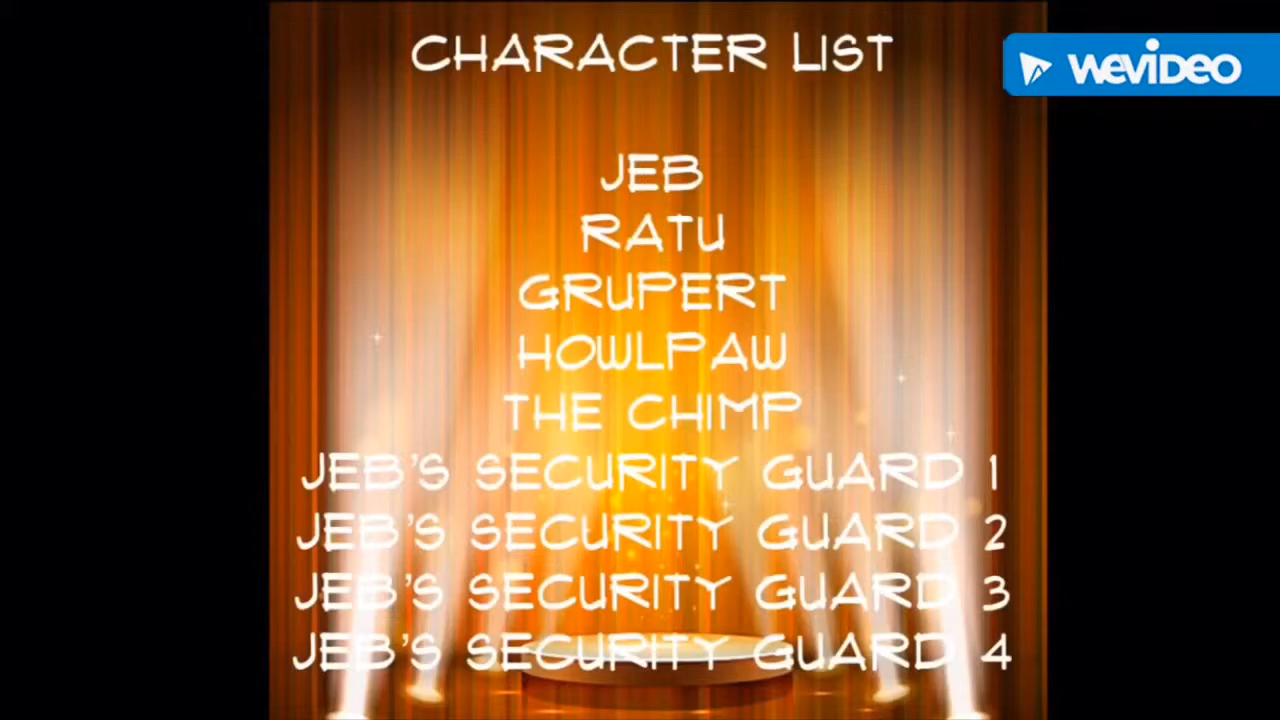 CHARACTER LIST
WEVIDEO
JEB
RATU
GRUPERT
HOWLPAW
THE CHIMP
JEB'S SECURITY GUARD 1
JEB'S SECURITY GUARD 2
JEB'S SECURITY GUARD 3
JEB'S SECURITY GUARD 4